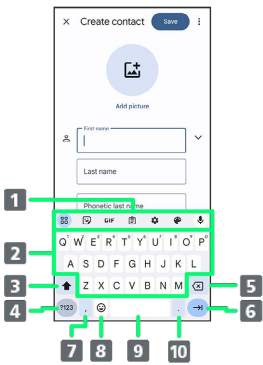 × Create contact Save
Add picture
First name
Last name
1
Phonetic last name
GIF
2
Q W E R T Y U I O P
A S D F G H J K L
3
Z X C V B N M
5
4
?123 , .
6
7 8 9 10